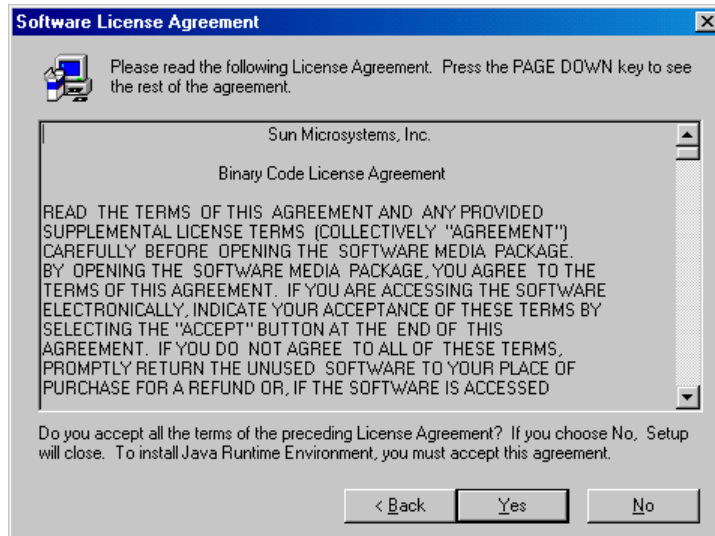 Software License Agreement
Please read the following License Agreement. Press the PAGE DOWN key to see
the rest of the agreement.
Sun Microsystems, Inc.
Binary Code License Agreement
READ THE TERMS OF THIS AGREEMENT AND ANY PROVIDED
SUPPLEMENTAL LICENSE TERMS (COLLECTIVELY "AGREEMENT")
CAREFULLY BEFORE OPENING THE SOFTWARE MEDIA PACKAGE.
BY OPENING THE SOFTWARE MEDIA PACKAGE, YOU AGREE TO THE
TERMS OF THIS AGREEMENT. IF YOU ARE ACCESSING THE SOFTWARE
ELECTRONICALLY, INDICATE YOUR ACCEPTANCE OF THESE TERMS BY
SELECTING THE "ACCEPT" BUTTON AT THE END OF THIS
AGREEMENT. IF YOU DO NOT AGREE TO ALL OF THESE TERMS,
PROMPTLY RETURN THE UNUSED SOFTWARE TO YOUR PLACE OF
PURCHASE FOR A REFUND OR, IF THE SOFTWARE IS ACCESSED
Do you accept all the terms of the preceding License Agreement? If you choose No, Setup
will close. To install Java Runtime Environment, you must accept this agreement.
< Back Yes No